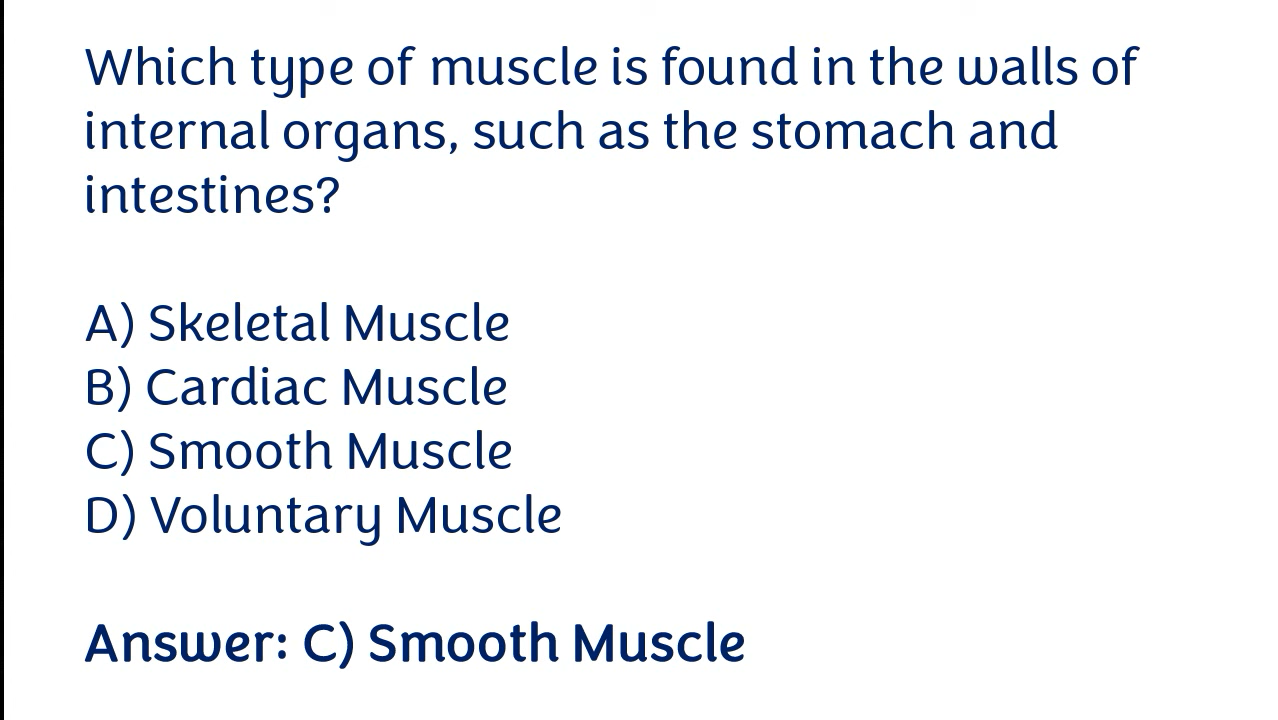 Which type of muscle is found in the walls of
internal organs, such as the stomach and
intestines?
A) Skeletal Muscle
B) Cardiac Muscle
C) Smooth Muscle
D) Voluntary Muscle
Answer: C) Smooth Muscle